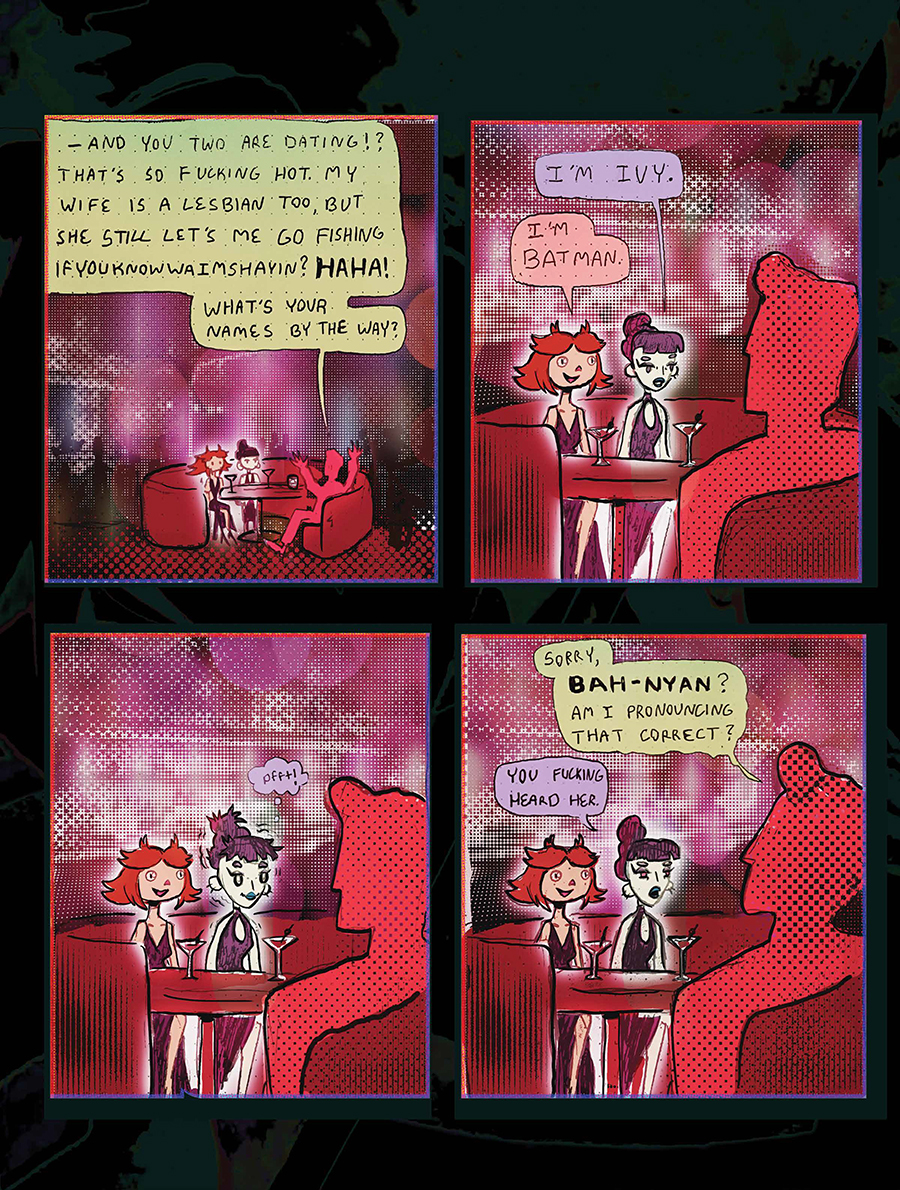 —AND YOU TWO ARE DATING!?
THAT'S SO FUCKING HOT. MY
WIFE IS A LESBIAN TOO, BUT
SHE STILL LET'S ME GO FISHING
IFYOUKNOWWAIMSHAYIN? HAHA!
WHAT'S YOUR
NAMES BY THE WAY?
I'M IVY.
I'M
BATMAN.
pfft!
SORRY,
BAH-NYAN?
AM I PRONOUNCING
THAT CORRECT?
YOU FUCKING
HEARD HER.